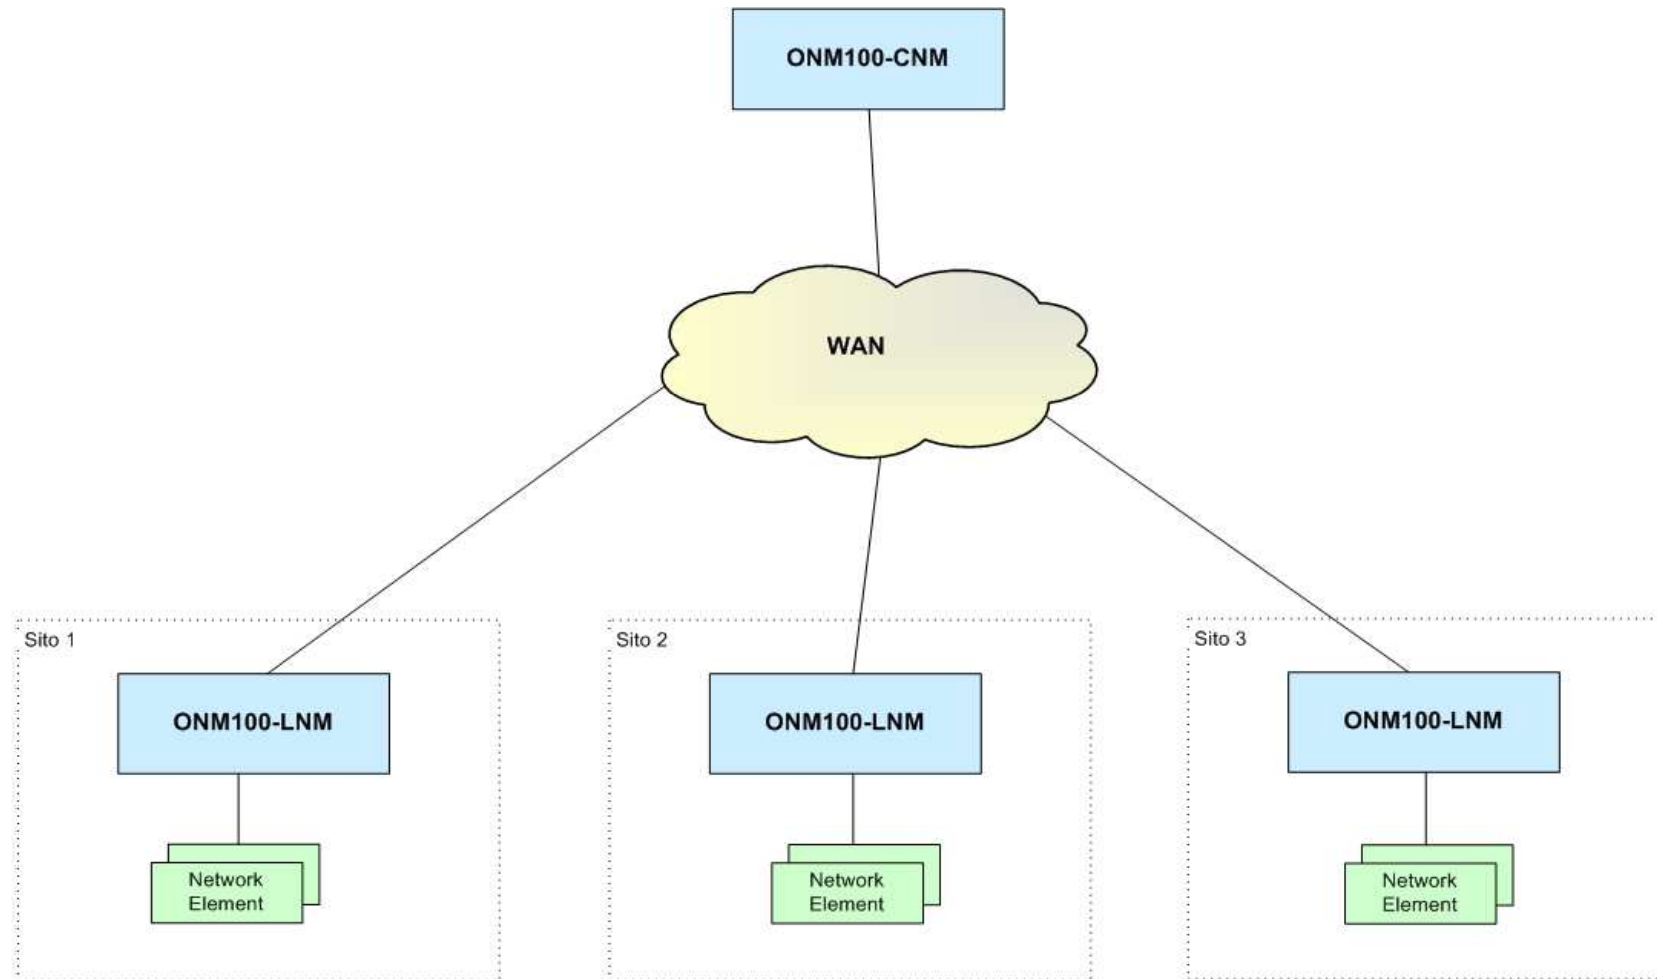 ONM100-CNM
WAN
Sito 1
Sito 2
Sito 3
ONM100-LNM
ONM100-LNM
ONM100-LNM
Network
Element
Network
Element
Network
Element